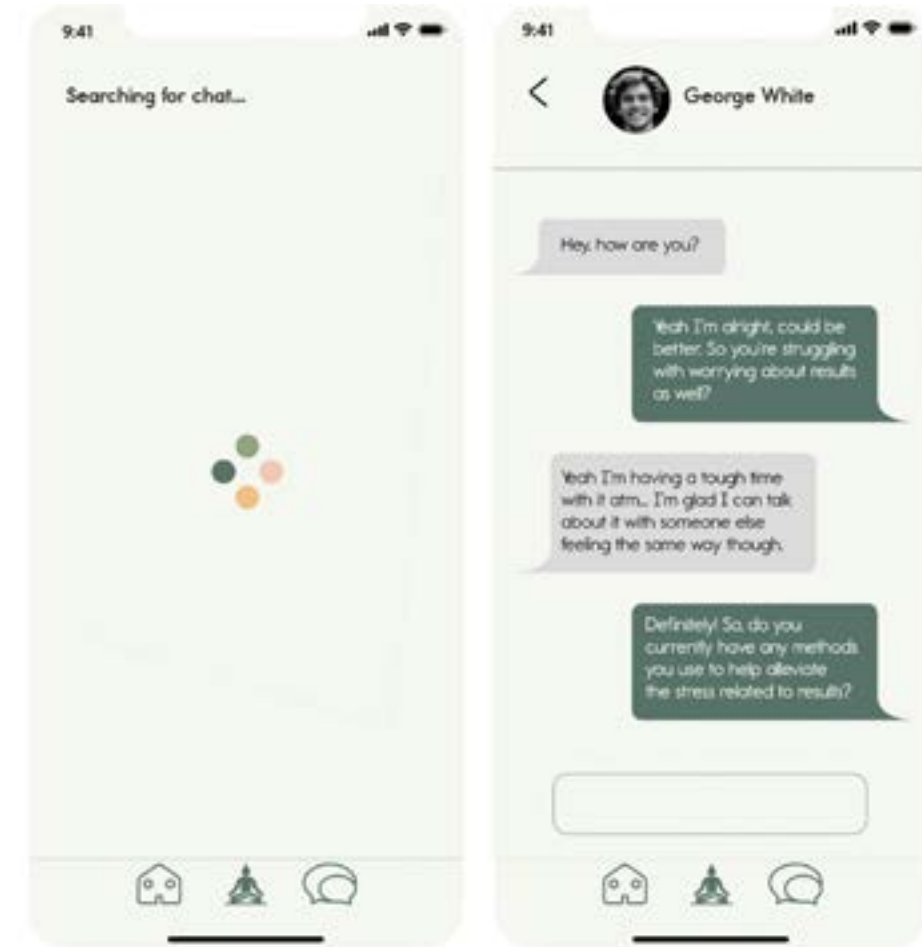 9:41
Searching for chat...
9:41
George White
Hey, how are you?
Yeah I'm alright, could be
better. So you're struggling
with worrying about results
as well?
Yeah I'm having a tough time
with it atm... I'm glad I can talk
about it with someone else
feeling the same way though.
Definitely! So, do you
currently have any methods
you use to help alleviate
the stress related to results?